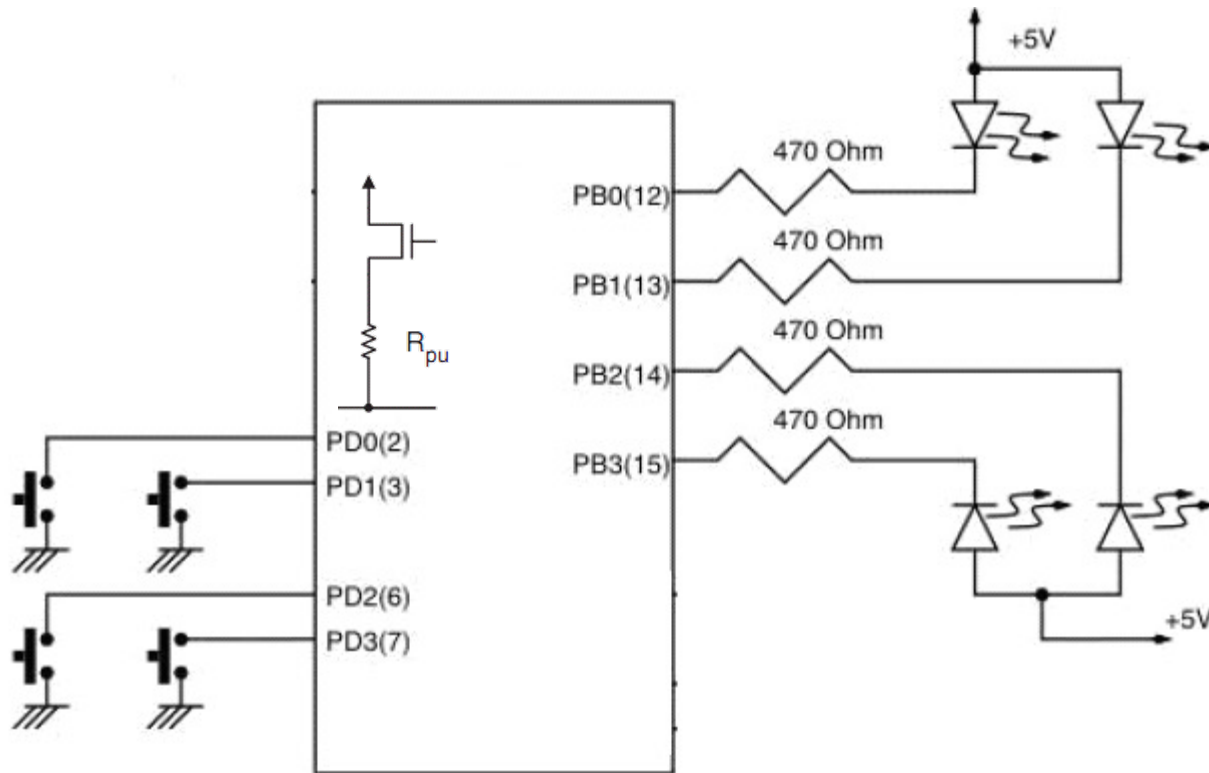 +5V
470 Ohm
PB0(12)
470 Ohm
PB1(13)
470 Ohm
PB2(14)
470 Ohm
PB3(15)
+5V
Rpu
PD0(2)
PD1(3)
PD2(6)
PD3(7)